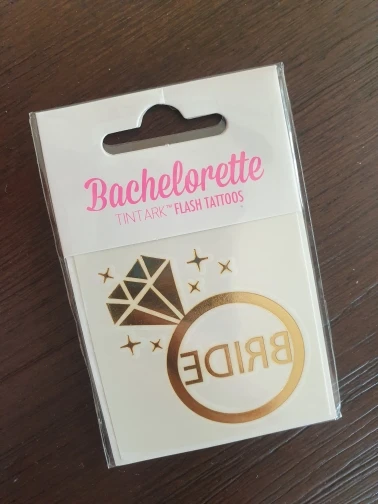 Bachelorette
TINTARK™ FLASH TATTOOS
BRIDE